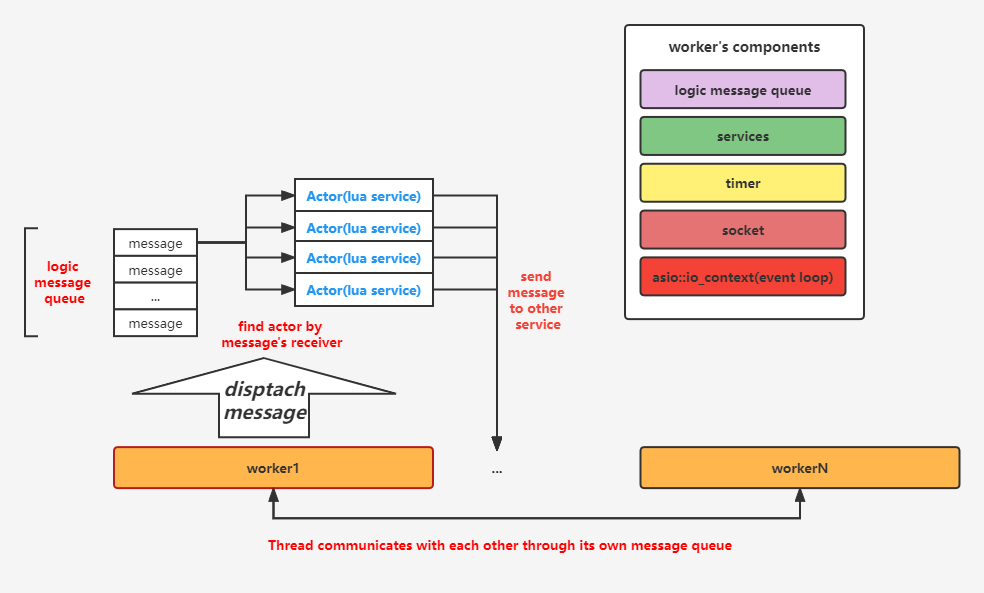 worker's components
logic message queue
services
timer
socket
asio::io_context(event loop)
Actor(lua service)
Actor(lua service)
Actor(lua service)
Actor(lua service)
logic
message
queue
message
message
...
message
send
message
to other
service
find actor by
message's receiver
disptach
message
worker1
...
workerN
Thread communicates with each other through its own message queue